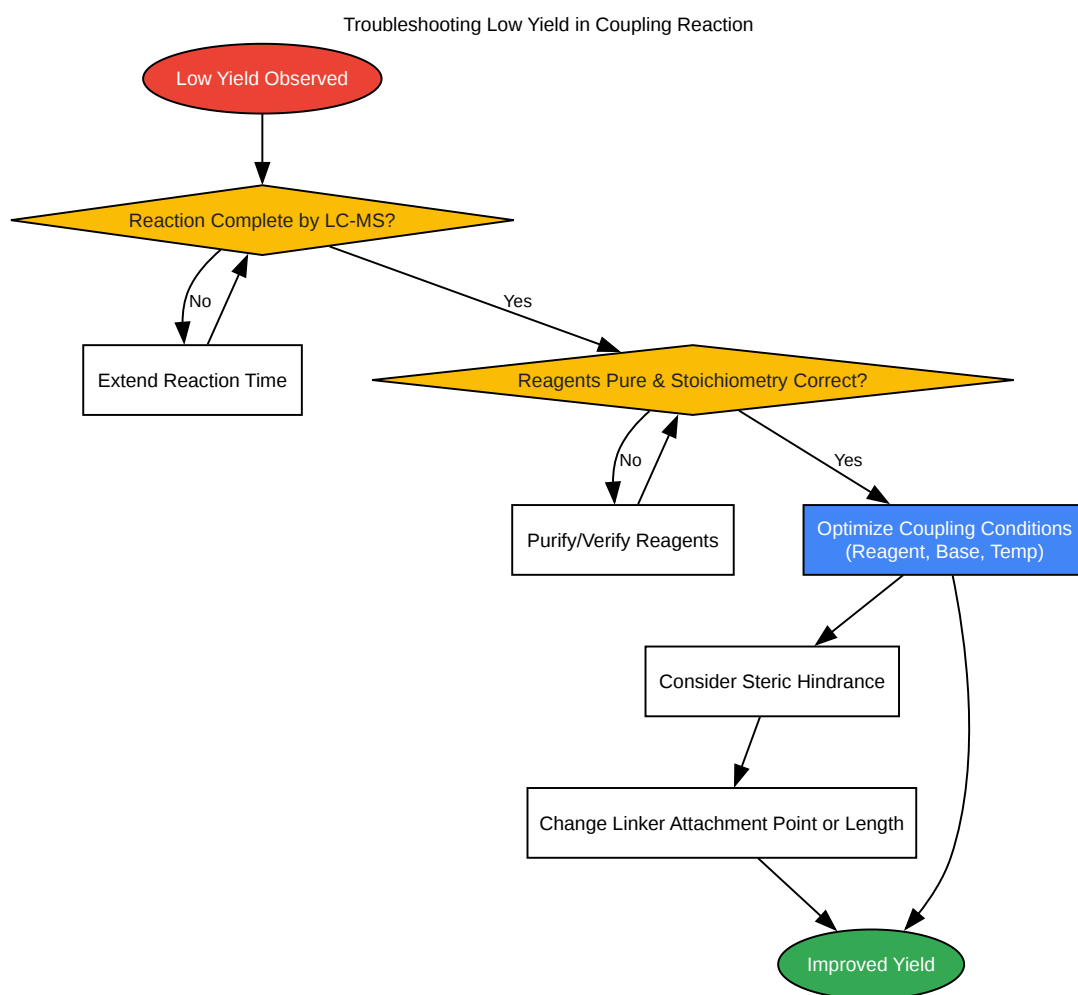 Troubleshooting Low Yield in Coupling Reaction
Low Yield Observed
Reaction Complete by LC-MS?
No
Yes
Extend Reaction Time
Reagents Pure & Stoichiometry Correct?
No
Yes
Purify/Verify Reagents
Optimize Coupling Conditions
(Reagent, Base, Temp)
Consider Steric Hindrance
Change Linker Attachment Point or Length
Improved Yield